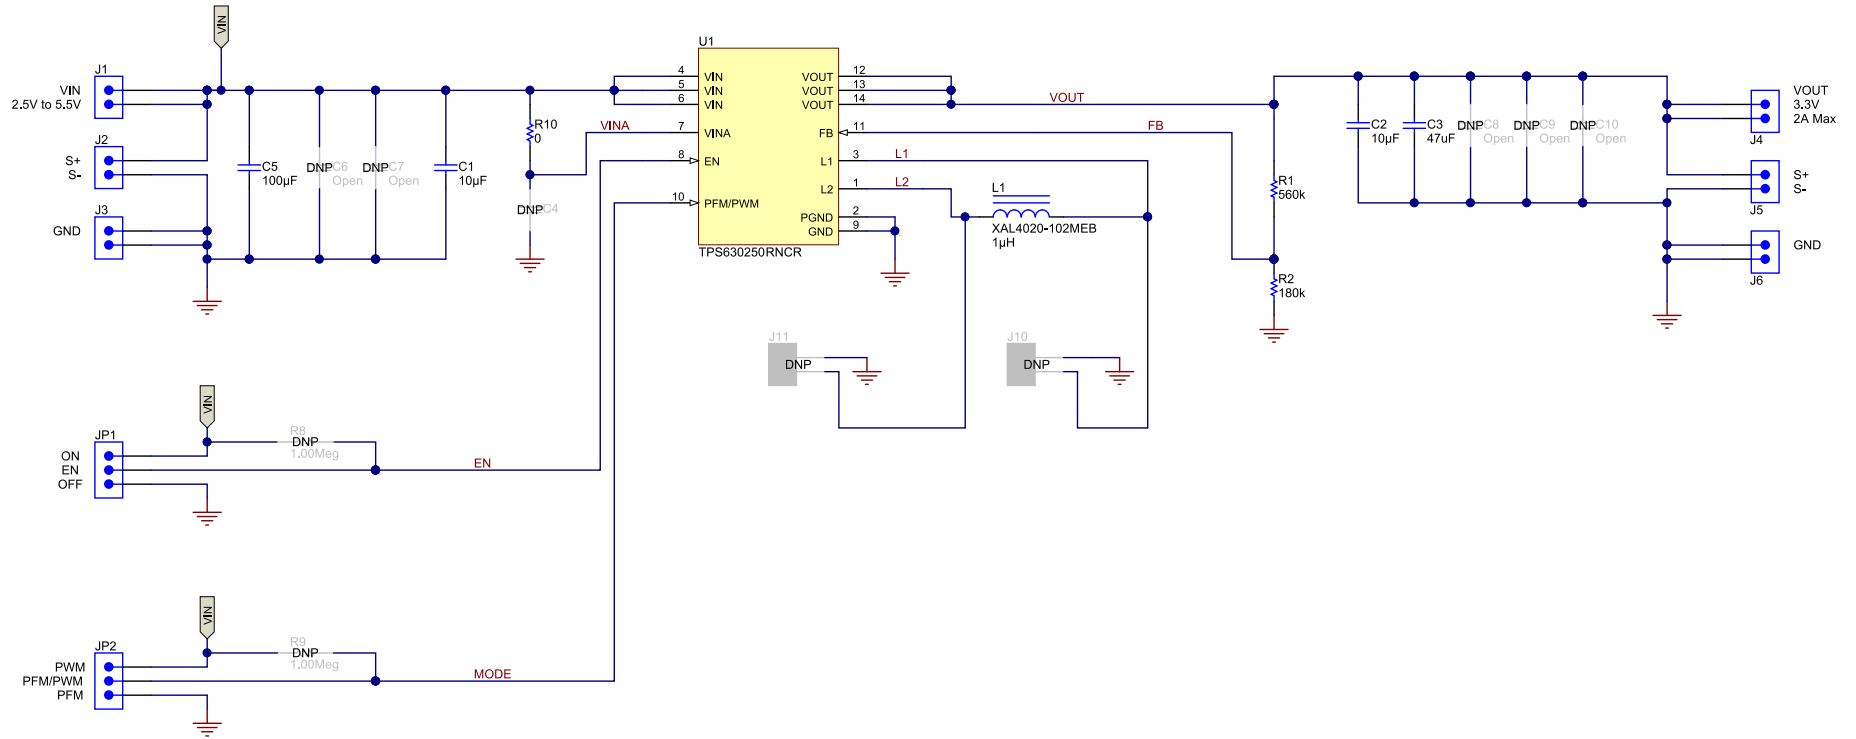 VIN
J1
VIN
2.5V to 5.5V
J2
S+
S-
J3
GND
C5
100µF
DNP C6
Open
DNP C7
Open
C1
10µF
R10
0
DNP C4
VINA
U1
4 VIN
5 VIN
6 VIN
7 VINA
8 EN
10 PFM/PWM
VOUT 12
VOUT 13
VOUT 14
FB 11
L1 3
L2 1
PGND 2
GND 9
TPS630250RNCR
VOUT
FB
L1
L2
L1
XAL4020-102MEB
1µH
R1
560k
R2
180k
C2
10µF
C3
47uF
DNP C8
Open
DNP C9
Open
DNP C10
Open
VOUT
3.3V
2A Max
J4
S+
S-
J5
GND
J6
J11
DNP
J10
DNP
VIN
JP1
ON
EN
OFF
R8
DNP
1.00Meg
EN
VIN
JP2
PWM
PFM/PWM
PFM
R9
DNP
1.00Meg
MODE